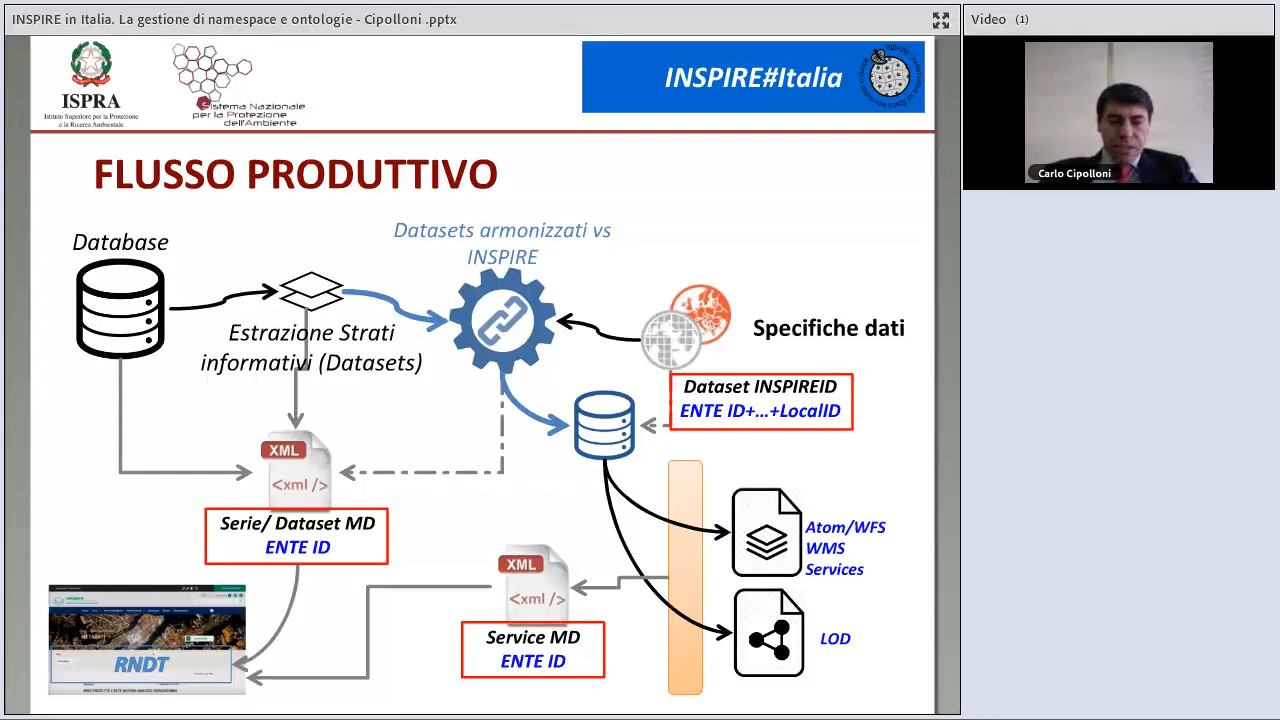 INSPIRE in Italia. La gestione di namespace e ontologie - Cipolloni .pptx
Video (1)
ISPRA
Istituto Superiore per la Protezione
e la Ricerca Ambientale
Sistema Nazionale
per la Protezione
dell'Ambiente
INSPIRE#Italia
Carlo Cipolloni
FLUSSO PRODUTTIVO
Datasets armonizzati vs
INSPIRE
Database
Estrazione Strati
informativi (Datasets)
Specifiche dati
Dataset INSPIREID
ENTE ID+...+LocalID
XML
<xml />
Serie/ Dataset MD
ENTE ID
Atom/WFS
WMS
Services
XML
<xml />
Service MD
ENTE ID
LOD
RNDT